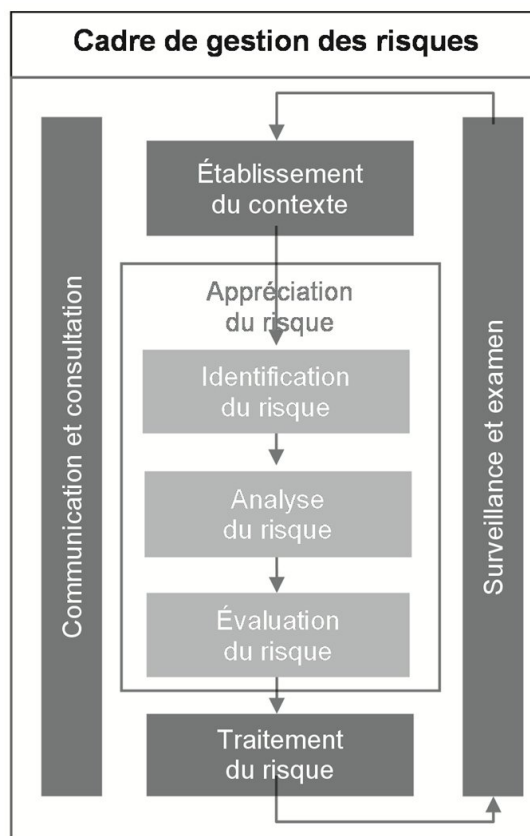 Cadre de gestion des risques
Communication et consultation
Établissement
du contexte
Appréciation
du risque
Identification
du risque
Analyse
du risque
Évaluation
du risque
Traitement
du risque
Surveillance et examen